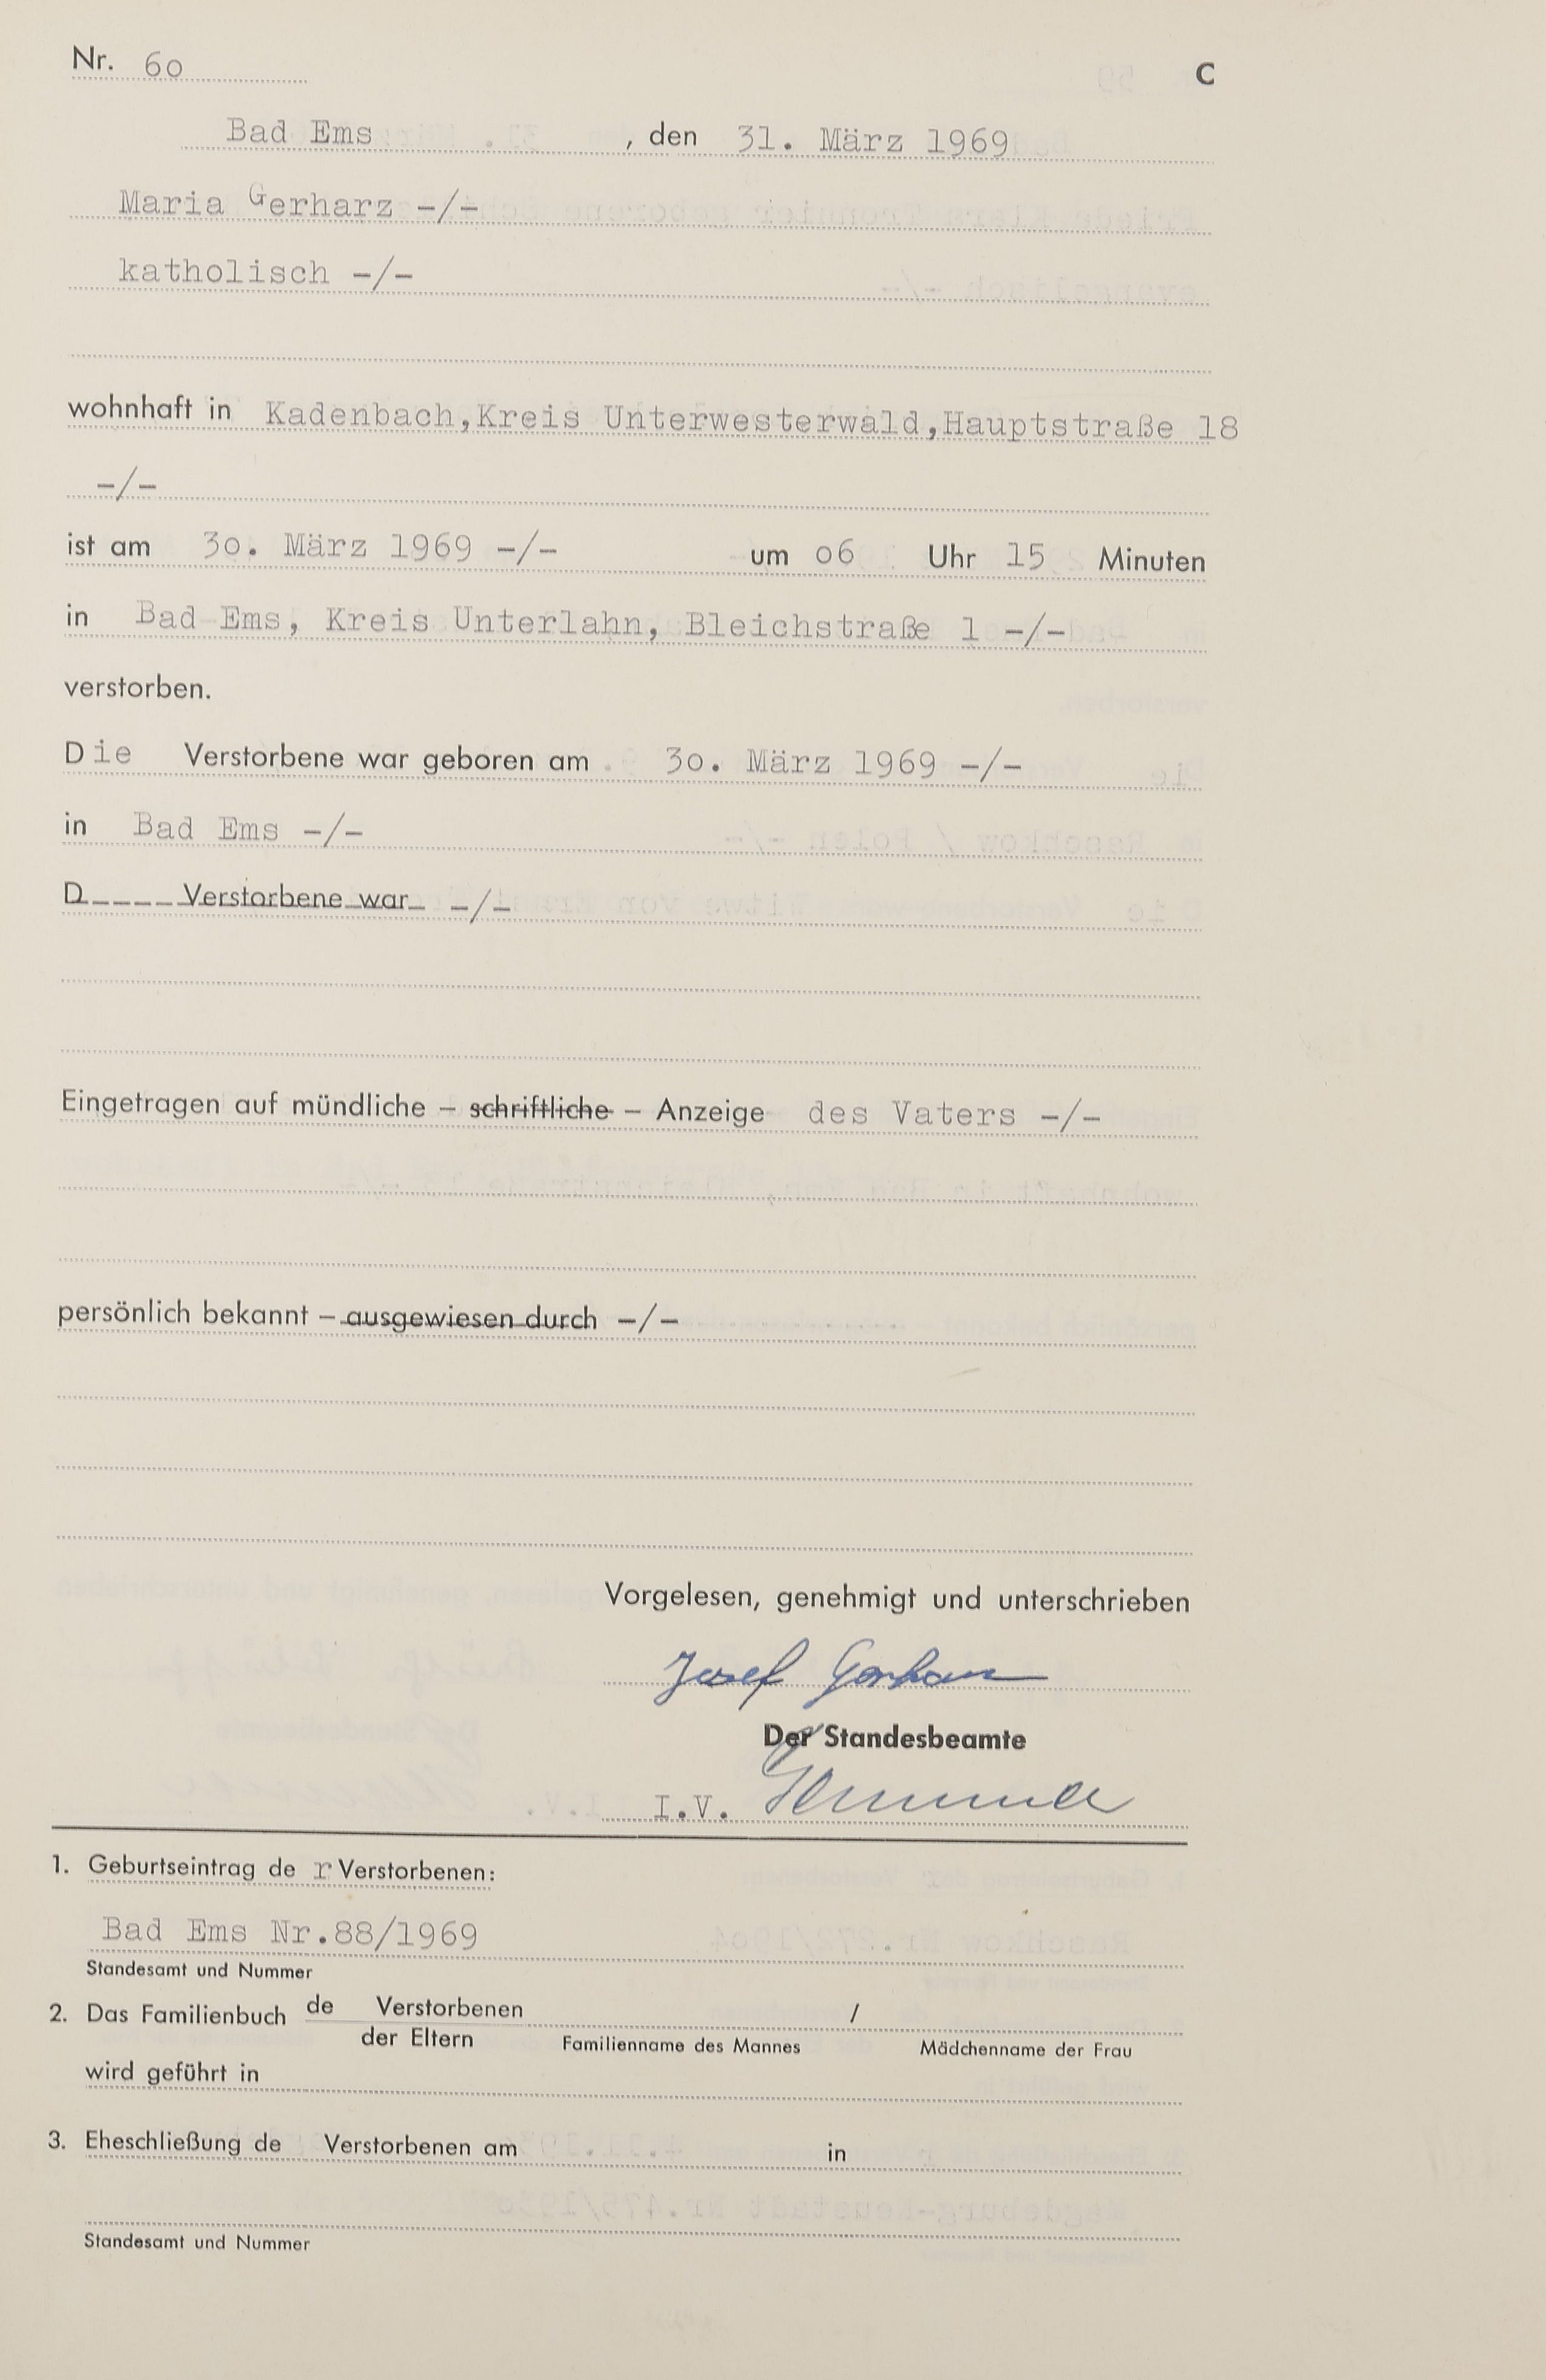 Nr. 60 C
Bad Ems , den 31. März 1969
Maria Gerharz -/-
katholisch -/-
wohnhaft in Kadenbach,Kreis Unterwesterwald,Hauptstraße 18
-/-
ist am 30. März 1969 -/- um 06 Uhr 15 Minuten
in Bad Ems, Kreis Unterlahn, Bleichstraße 1 -/-
verstorben.
Die Verstorbene war geboren am 30. März 1969 -/-
in Bad Ems -/-
D Verstorbene war -/-
Eingetragen auf mündliche – schriftliche – Anzeige des Vaters -/-
persönlich bekannt – ausgewiesen durch -/-
Vorgelesen, genehmigt und unterschrieben
Josef Gerharz
Der Standesbeamte
I.V.
1. Geburtseintrag de r Verstorbenen:
Bad Ems Nr.88/1969
Standesamt und Nummer
2. Das Familienbuch de Verstorbenen /
der Eltern Familienname des Mannes Mädchenname der Frau
wird geführt in
3. Eheschließung de Verstorbenen am in
Standesamt und Nummer